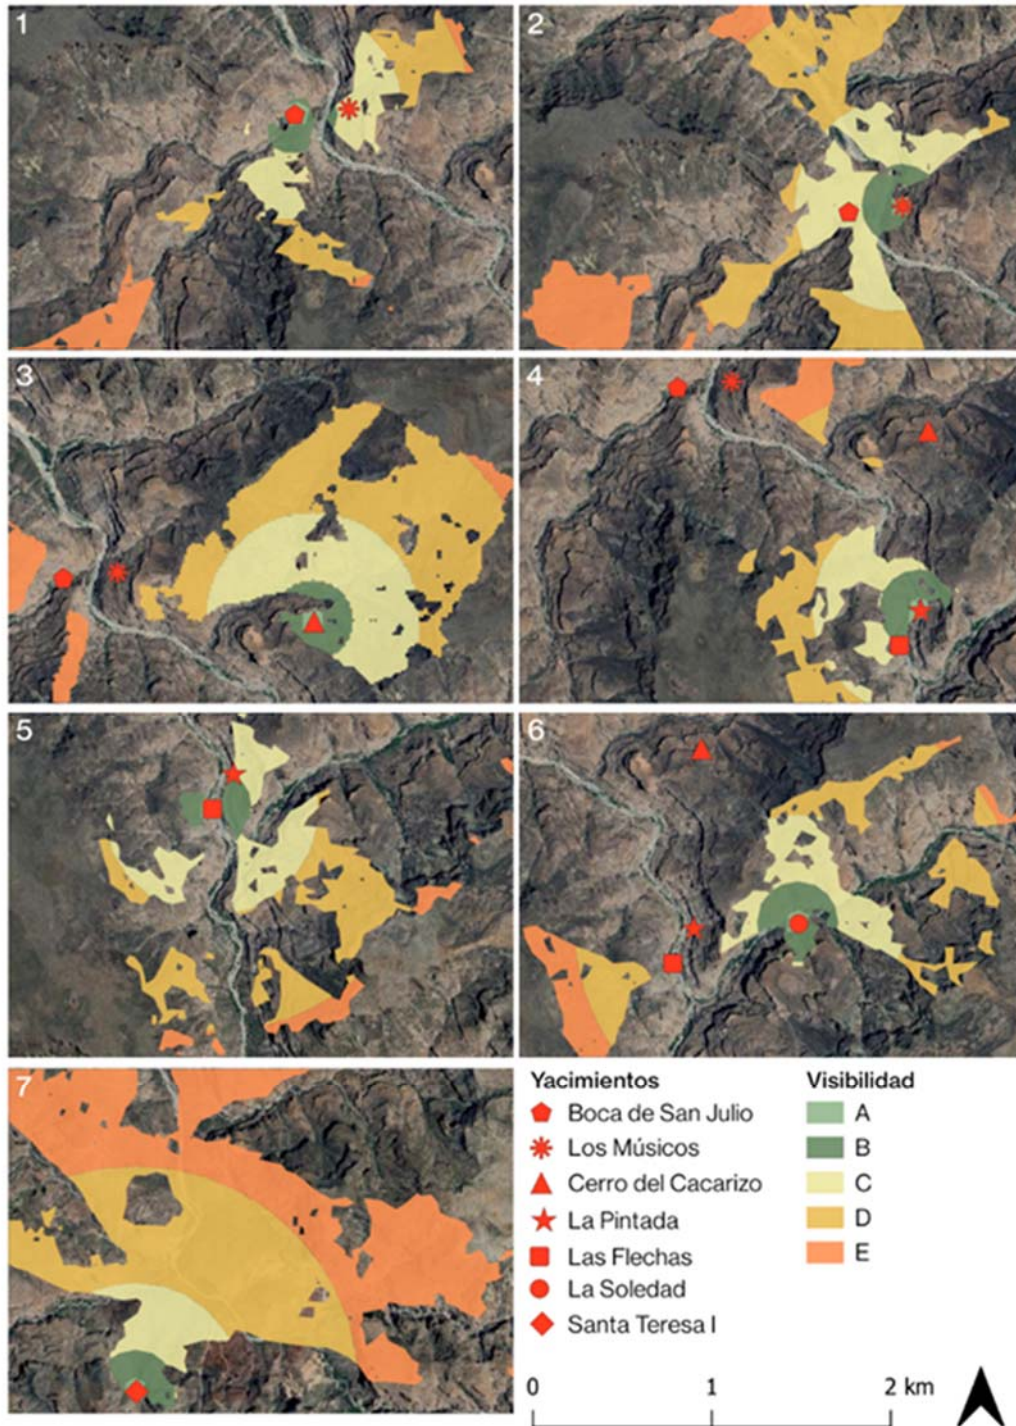 1
2
3
4
5
6
7
Yacimientos
Boca de San Julio
Los Músicos
Cerro del Cacarizo
La Pintada
Las Flechas
La Soledad
Santa Teresa I
Visibilidad
A
B
C
D
E
0 1 2 km